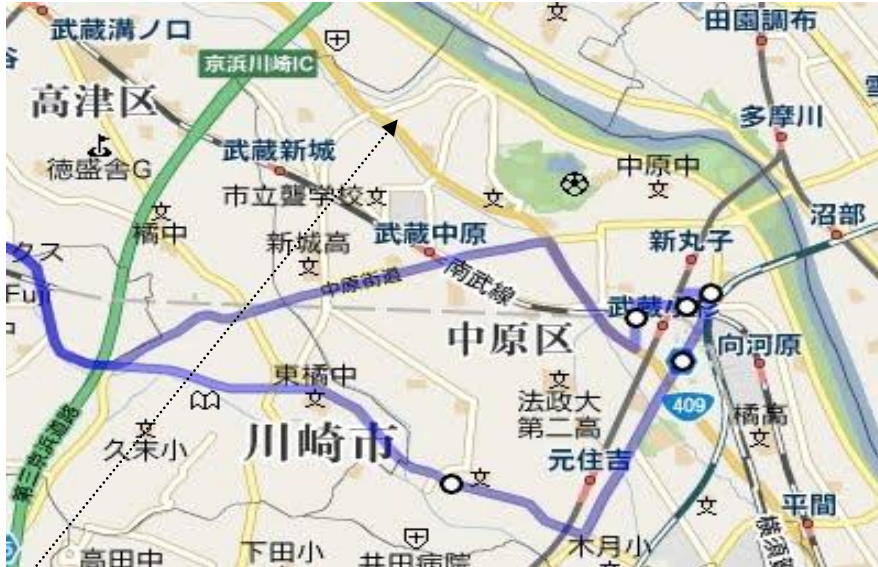 武蔵溝ノ口
京浜川崎IC
田園調布
高津区
多摩川
武蔵新城
徳盛舎G
市立聾学校
中原中
橘中
新城高
武蔵中原
新丸子
沼部
クス
中原街道
南武線
Fuji
中原区
向河原
東橘中
法政大
第二高
409
橘高
久末小
川崎市
第三京浜道路
元住吉
平間
高田中
下田小
井田病院
木月小